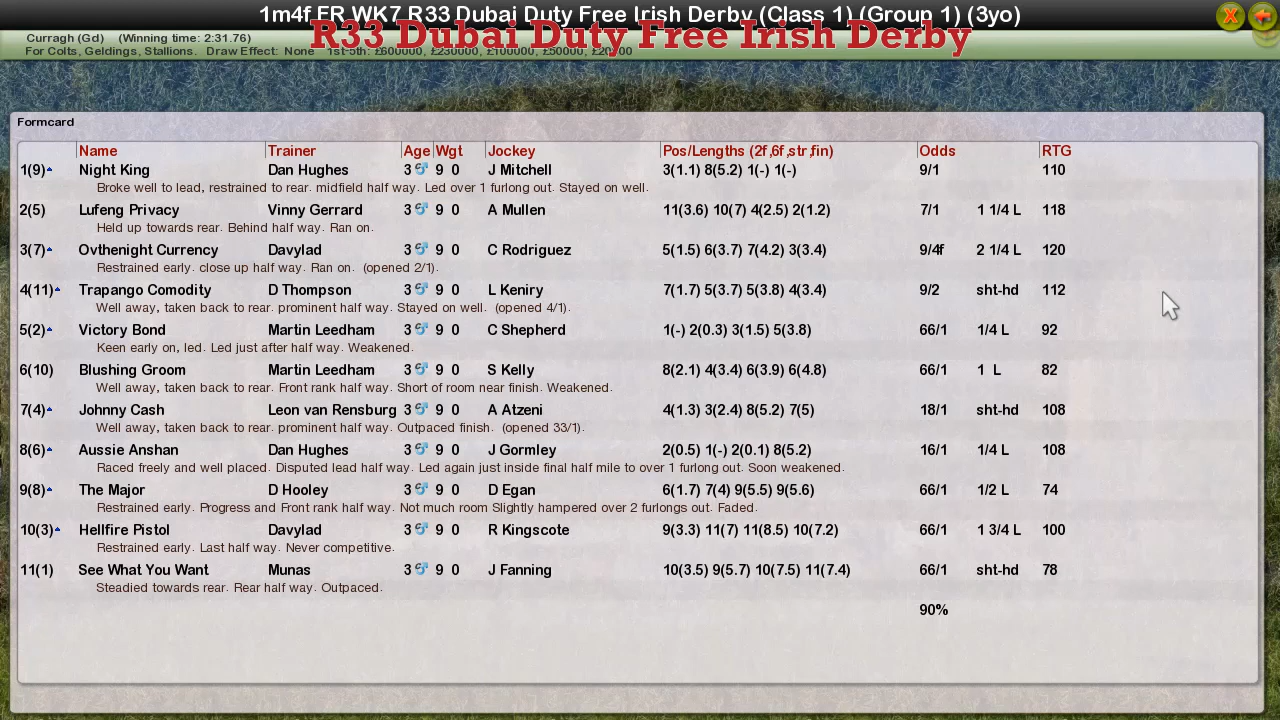 1m4f FR WK7 R33 Dubai Duty Free Irish Derby (Class 1) (Group 1) (3yo)
R33 Dubai Duty Free Irish Derby
Curragh (Gd) (Winning time: 2:31.76)
For Colts, Geldings, Stallions. Draw Effect: None 1st-5th: £600000, £230000, £100000, £50000,
Formcard
Name Trainer Age Wgt Jockey Pos/Lengths (2f,6f,str,fin) Odds RTG
1(9) Night King Dan Hughes 3 9 0 J Mitchell 3(1.1) 8(5.2) 1(-) 1(-) 9/1 110
Broke well to lead, restrained to rear. midfield half way. Led over 1 furlong out. Stayed on well.
2(5) Lufeng Privacy Vinny Gerrard 3 9 0 A Mullen 11(3.6) 10(7) 4(2.5) 2(1.2) 7/1 1 1/4 L 118
Held up towards rear. Behind half way. Ran on.
3(7) Ovthenight Currency Davylad 3 9 0 C Rodriguez 5(1.5) 6(3.7) 7(4.2) 3(3.4) 9/4f 2 1/4 L 120
Restrained early. close up half way. Ran on. (opened 2/1).
4(11) Trapango Comodity D Thompson 3 9 0 L Keniry 7(1.7) 5(3.7) 5(3.8) 4(3.4) 9/2 sht-hd 112
Well away, taken back to rear. prominent half way. Stayed on well. (opened 4/1).
5(2) Victory Bond Martin Leedham 3 9 0 C Shepherd 1(-) 2(0.3) 3(1.5) 5(3.8) 66/1 1/4 L 92
Keen early on, led. Led just after half way. Weakened.
6(10) Blushing Groom Martin Leedham 3 9 0 S Kelly 8(2.1) 4(3.4) 6(3.9) 6(4.8) 66/1 1 L 82
Well away, taken back to rear. Front rank half way. Short of room near finish. Weakened.
7(4) Johnny Cash Leon van Rensburg 3 9 0 A Atzeni 4(1.3) 3(2.4) 8(5.2) 7(5) 18/1 sht-hd 108
Well away, taken back to rear. prominent half way. Outpaced finish. (opened 33/1).
8(6) Aussie Anshan Dan Hughes 3 9 0 J Gormley 2(0.5) 1(-) 2(0.1) 8(5.2) 16/1 1/4 L 108
Raced freely and well placed. Disputed lead half way. Led again just inside final half mile to over 1 furlong out. Soon weakened.
9(8) The Major D Hooley 3 9 0 D Egan 6(1.7) 7(4) 9(5.5) 9(5.6) 66/1 1/2 L 74
Restrained early. Progress and Front rank half way. Not much room Slightly hampered over 2 furlongs out. Faded.
10(3) Hellfire Pistol Davylad 3 9 0 R Kingscote 9(3.3) 11(7) 11(8.5) 10(7.2) 66/1 1 3/4 L 100
Restrained early. Last half way. Never competitive.
11(1) See What You Want Munas 3 9 0 J Fanning 10(3.5) 9(5.7) 10(7.5) 11(7.4) 66/1 sht-hd 78
Steadied towards rear. Rear half way. Outpaced.
90%